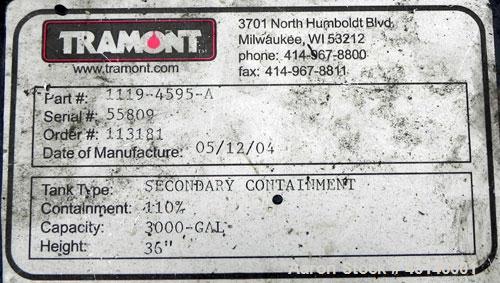 TRAMONT
www.tramont.com
3701 North Humboldt Blvd.
Milwaukee, WI 53212
phone: 414-967-8800
fax: 414-967-8811
Part #: 1119-4595-A
Serial #: 55809
Order #: 113181
Date of Manufacture: 05/12/04
Tank Type: SECONDARY CONTAINMENT
Containment: 110%
Capacity: 3000-GAL
Height: 36"